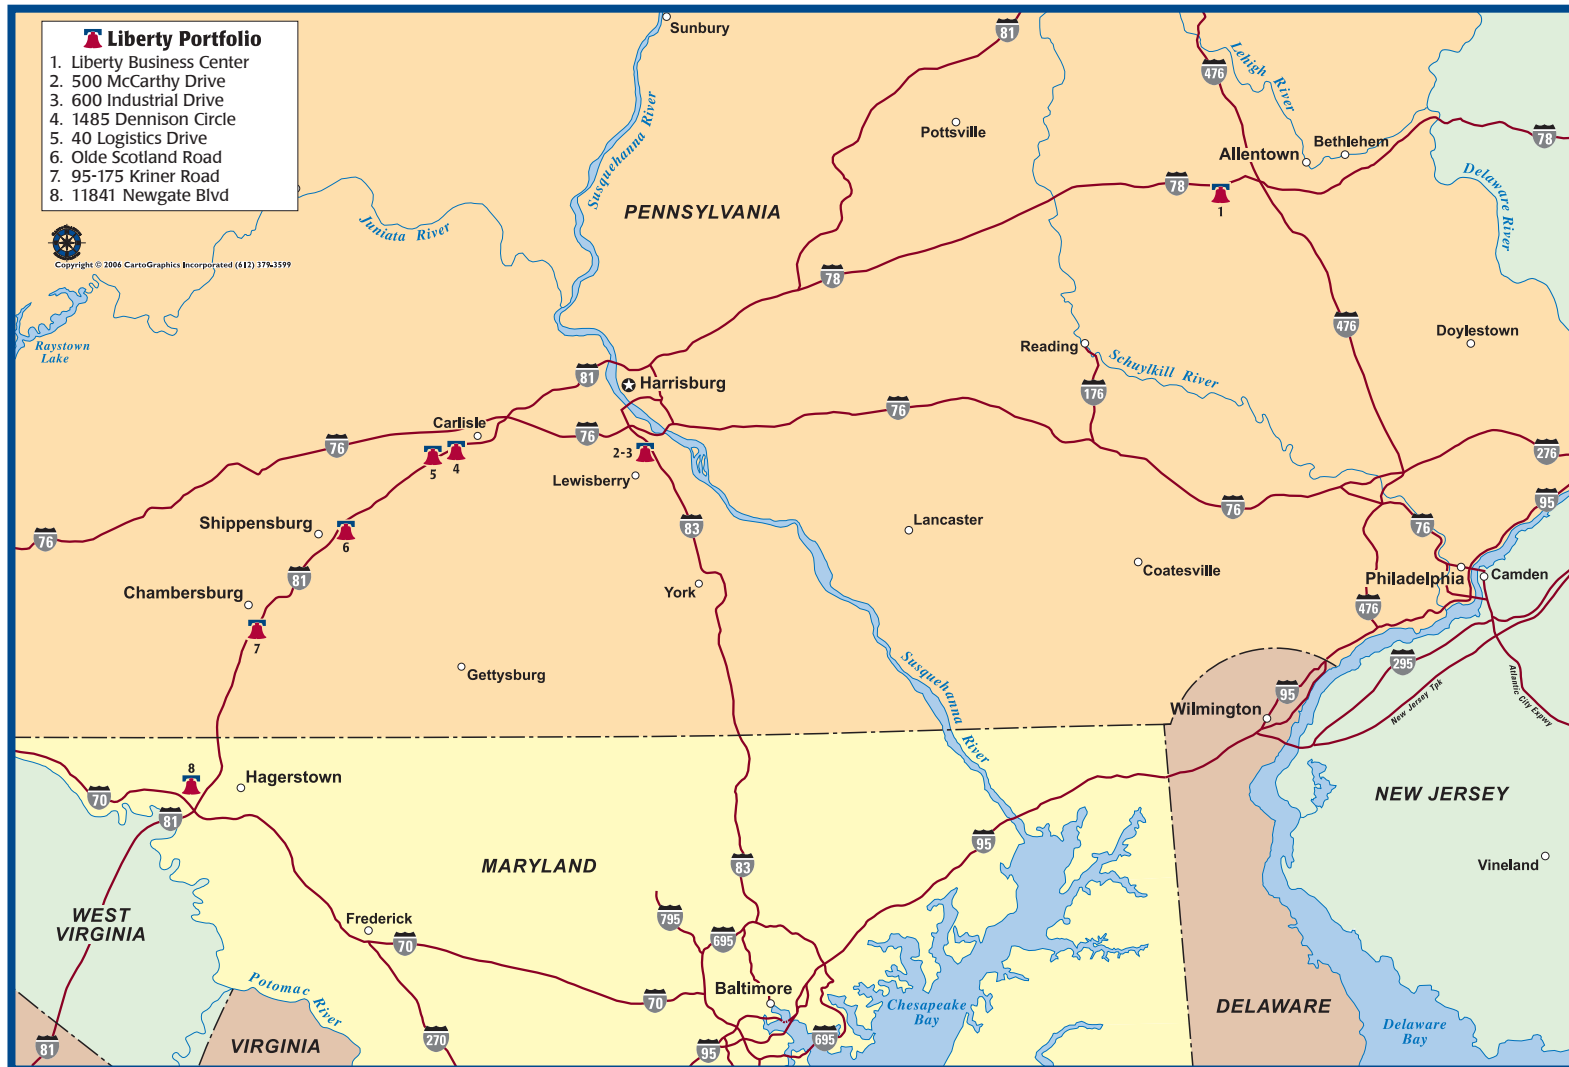 Liberty Portfolio
1. Liberty Business Center
2. 500 McCarthy Drive
3. 600 Industrial Drive
4. 1485 Dennison Circle
5. 40 Logistics Drive
6. Olde Scotland Road
7. 95-175 Kriner Road
8. 11841 Newgate Blvd
Copyright © 2006 CartoGraphics Incorporated (612) 379-3599
Sunbury
81
476
Lehigh River
Susquehanna River
Pottsville
Bethlehem
78
Allentown
78
1
Delaware River
PENNSYLVANIA
Juniata River
78
476
Doylestown
Raystown
Lake
Reading
Schuylkill River
81
Harrisburg
176
76
Carlisle
76
76
2-3
5
4
276
Lewisberry
95
76
Shippensburg
83
Lancaster
76
76
6
Coatesville
81
Philadelphia
Camden
Chambersburg
York
476
7
Gettysburg
Susquehanna
River
295
95
Wilmington
New Jersey Tpk
Atlantic City Expwy
8
Hagerstown
70
81
NEW JERSEY
95
MARYLAND
83
Vineland
WEST
VIRGINIA
Frederick
795
70
695
Potomac River
Baltimore
70
Chesapeake
Bay
DELAWARE
Delaware
Bay
81
VIRGINIA
270
95
695